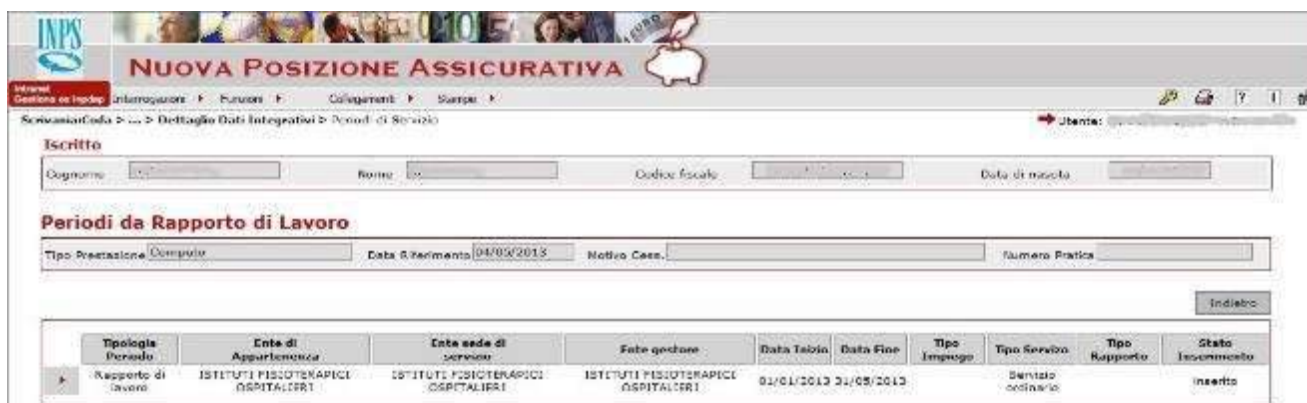 INPS
NUOVA POSIZIONE ASSICURATIVA
Intranet
Gestione ex Inpdap Interrogazioni Funzioni Collegamenti Stampe
ScrivaniaCoda > ... > Dettaglio Dati Integrativi > Periodi di Servizio Utente:
Iscritto
Cognome Nome Codice fiscale Data di nascita
Periodi da Rapporto di Lavoro
Tipo Prestazione Computo Data Riferimento 04/05/2013 Motivo Cess. Numero Pratica
Indietro
Tipologia Periodo Ente di Appartenenza Ente sede di servizio Ente gestore Data Inizio Data Fine Tipo Impiego Tipo Servizo Tipo Rapporto Stato Inserimento
Rapporto di lavoro ISTITUTI FISIOTERAPICI OSPITALIERI ISTITUTI FISIOTERAPICI OSPITALIERI ISTITUTI FISIOTERAPICI OSPITALIERI 01/01/2013 31/05/2013 Servizio ordinario Inserito